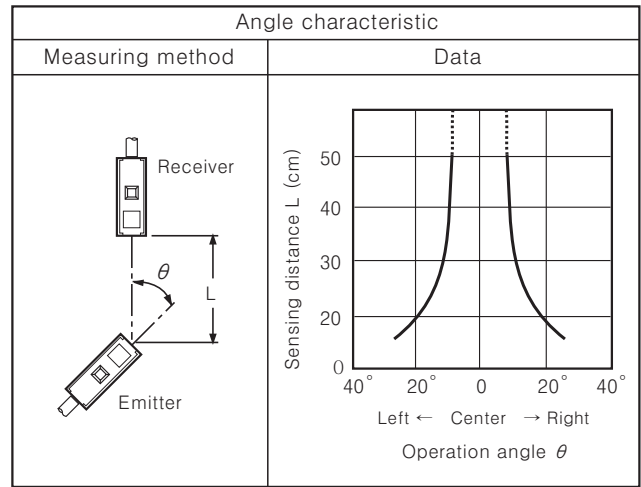 Angle characteristic
Measuring method
Data
Receiver
θ
L
Emitter
Sensing distance L (cm)
50
40
30
20
0
40° 20° 0 20° 40°
Left ← Center → Right
Operation angle θ